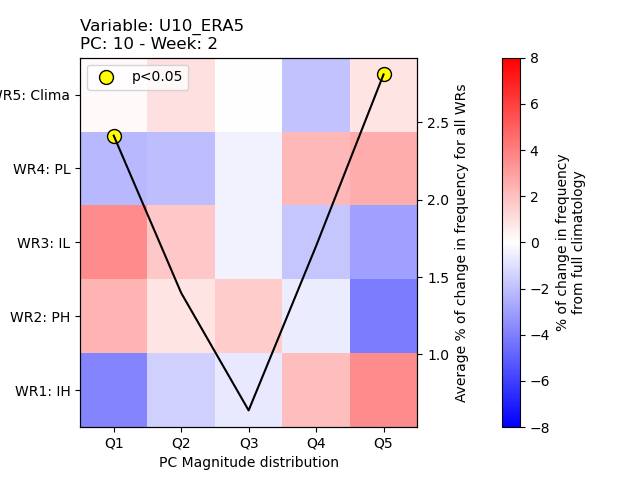 Variable: U10_ERA5
PC: 10 - Week: 2
p<0.05
WR5: Clima
WR4: PL
WR3: IL
WR2: PH
WR1: IH
Q1 Q2 Q3 Q4 Q5
PC Magnitude distribution
2.5
2.0
1.5
1.0
Average % of change in frequency for all WRs
8
6
4
2
0
−2
−4
−6
−8
% of change in frequency
from full climatology